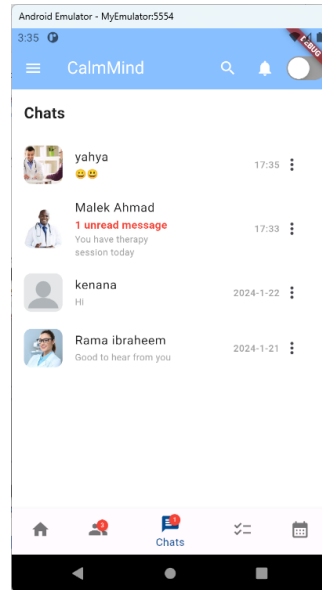 Android Emulator - MyEmulator:5554
3:35
CalmMind
Chats
yahya
😀😀
17:35
Malek Ahmad
1 unread message
You have therapy
session today
17:33
kenana
HI
2024-1-22
Rama ibraheem
Good to hear from you
2024-1-21
3
1
Chats